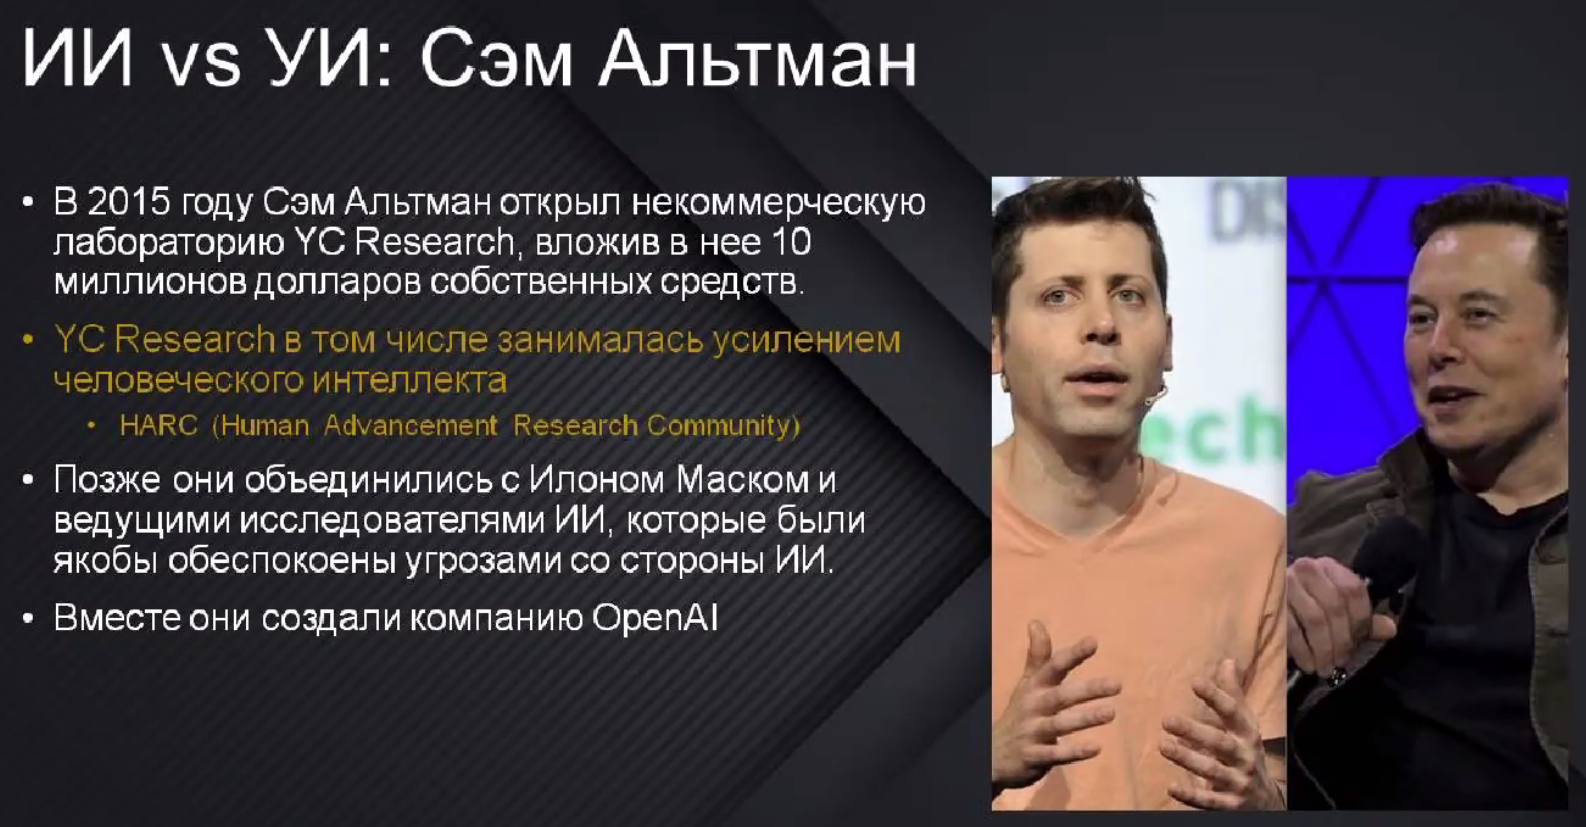 ИИ vs УИ: Сэм Альтман
• В 2015 году Сэм Альтман открыл некоммерческую
лабораторию YC Research, вложив в нее 10
миллионов долларов собственных средств.
• YC Research в том числе занималась усилением
человеческого интеллекта
• HARC (Human Advancement Research Community)
• Позже они объединились с Илоном Маском и
ведущими исследователями ИИ, которые были
якобы обеспокоены угрозами со стороны ИИ.
• Вместе они создали компанию OpenAI
DIS
ech